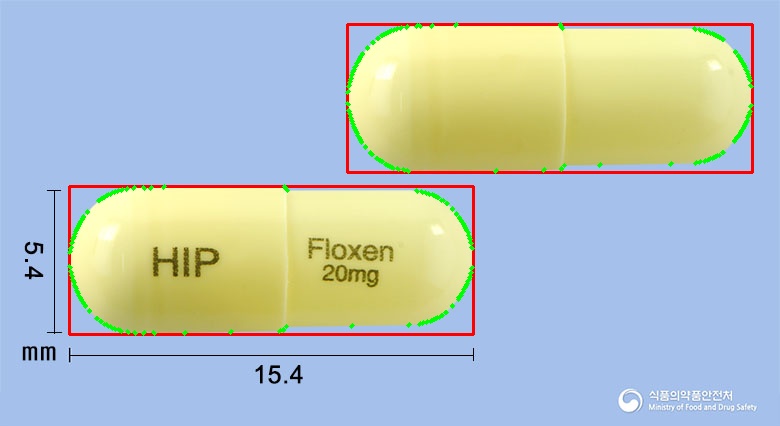 HIP
Floxen
20mg
5.4
mm
15.4
식품의약품안전처
Ministry of Food and Drug Safety